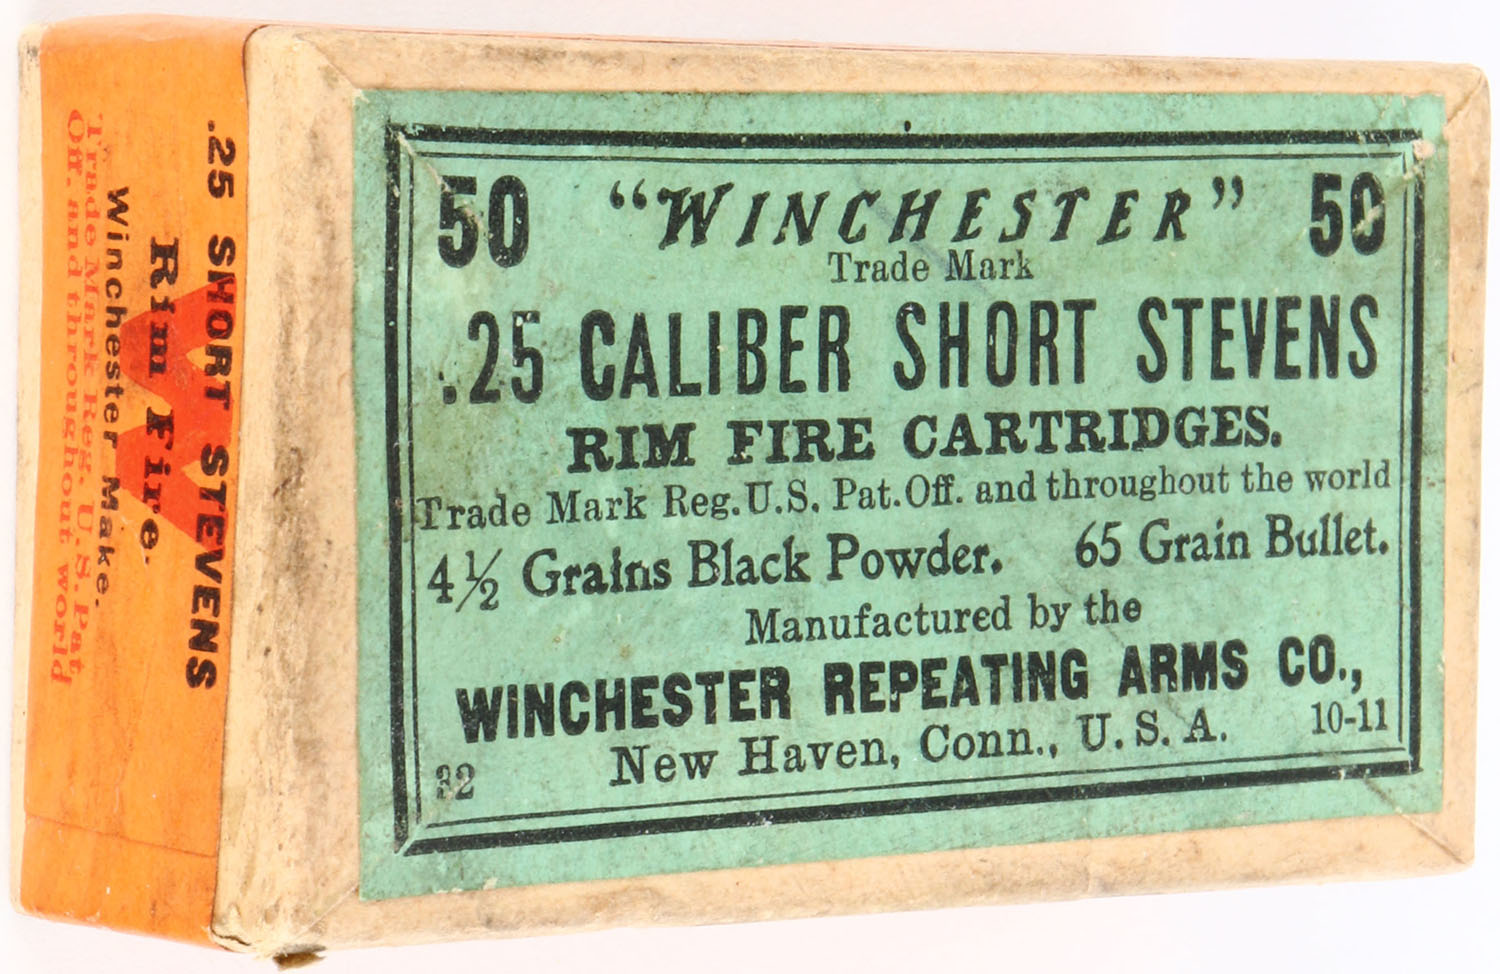 50 "WINCHESTER" 50
Trade Mark
.25 CALIBER SHORT STEVENS
RIM FIRE CARTRIDGES.
Trade Mark Reg. U.S. Pat. Off. and throughout the world
4½ Grains Black Powder. 65 Grain Bullet.
Manufactured by the
WINCHESTER REPEATING ARMS CO.,
New Haven, Conn., U.S.A. 10-11
32
.25 SHORT STEVENS
Rim Fire.
W
Winchester Make.
Trade Mark Reg. U.S. Pat.
Off. and throughout world